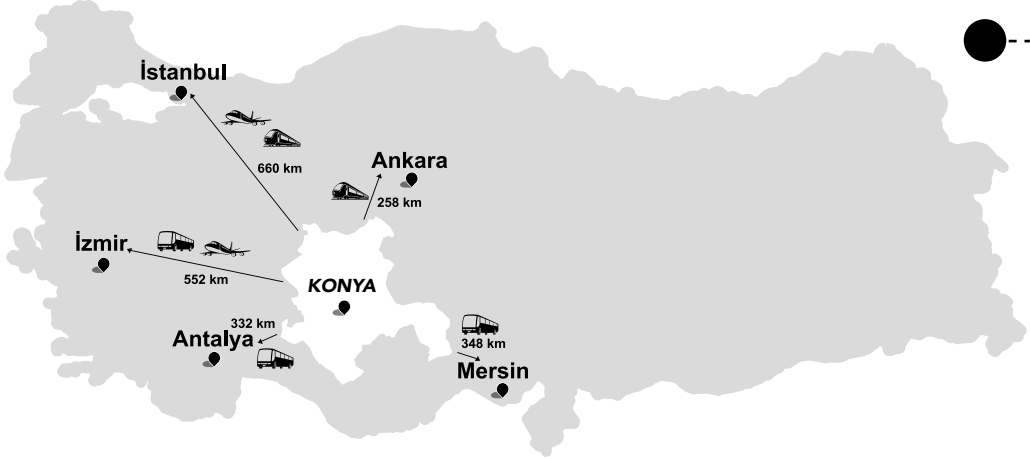 İstanbul
660 km
Ankara
258 km
İzmir
552 km
KONYA
332 km
Antalya
348 km
Mersin